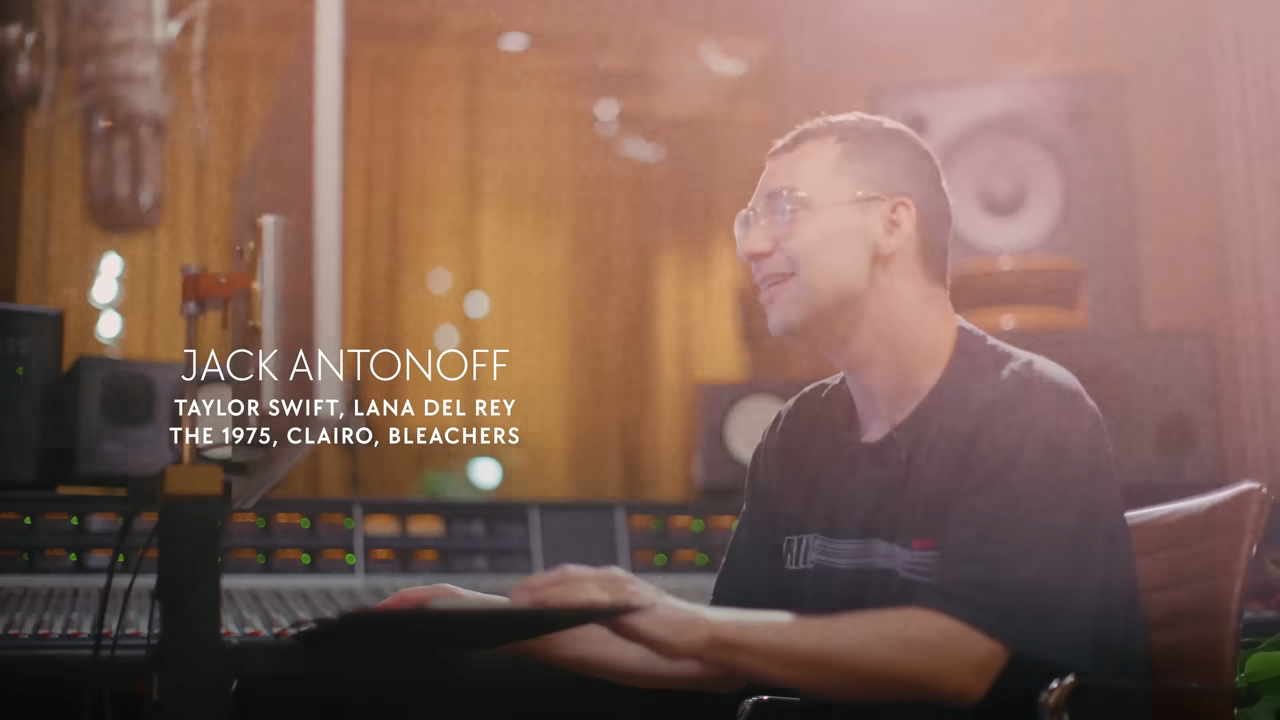 JACK ANTONOFF
TAYLOR SWIFT, LANA DEL REY
THE 1975, CLAIRO, BLEACHERS